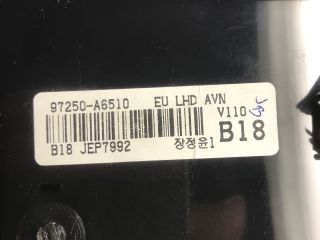 97250-A6510 EU LHD AVN
V110
B18
B18 JEP7992 장정윤1